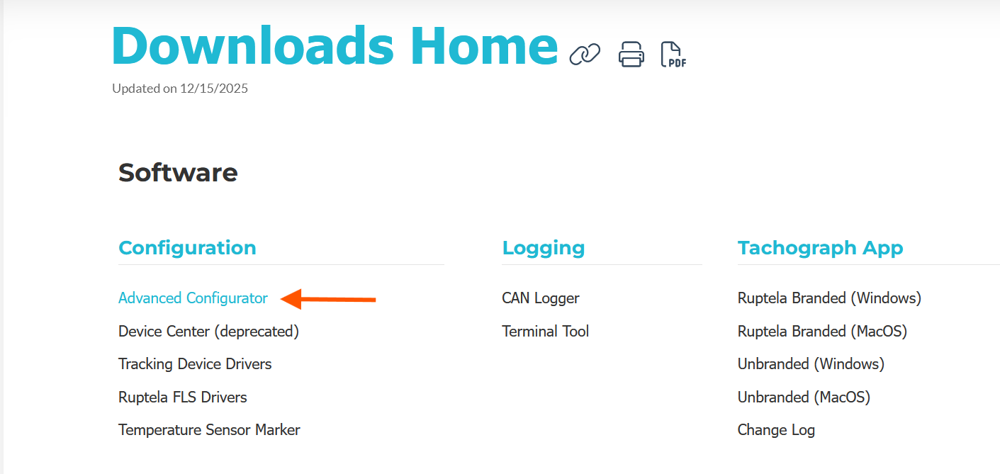 Downloads Home
PDF
Updated on 12/15/2025
Software
Configuration
Advanced Configurator
Device Center (deprecated)
Tracking Device Drivers
Ruptela FLS Drivers
Temperature Sensor Marker
Logging
CAN Logger
Terminal Tool
Tachograph App
Ruptela Branded (Windows)
Ruptela Branded (MacOS)
Unbranded (Windows)
Unbranded (MacOS)
Change Log